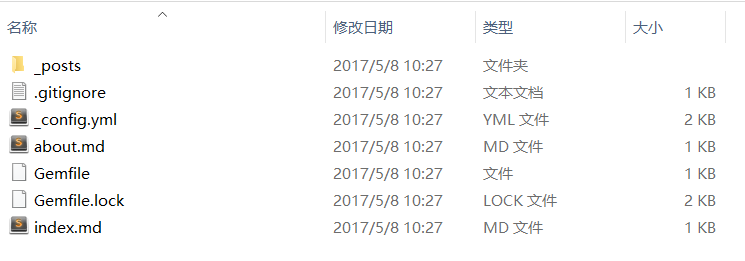 名称 修改日期 类型 大小
_posts 2017/5/8 10:27 文件夹
.gitignore 2017/5/8 10:27 文本文档 1 KB
_config.yml 2017/5/8 10:27 YML 文件 2 KB
about.md 2017/5/8 10:27 MD 文件 1 KB
Gemfile 2017/5/8 10:27 文件 1 KB
Gemfile.lock 2017/5/8 10:27 LOCK 文件 2 KB
index.md 2017/5/8 10:27 MD 文件 1 KB